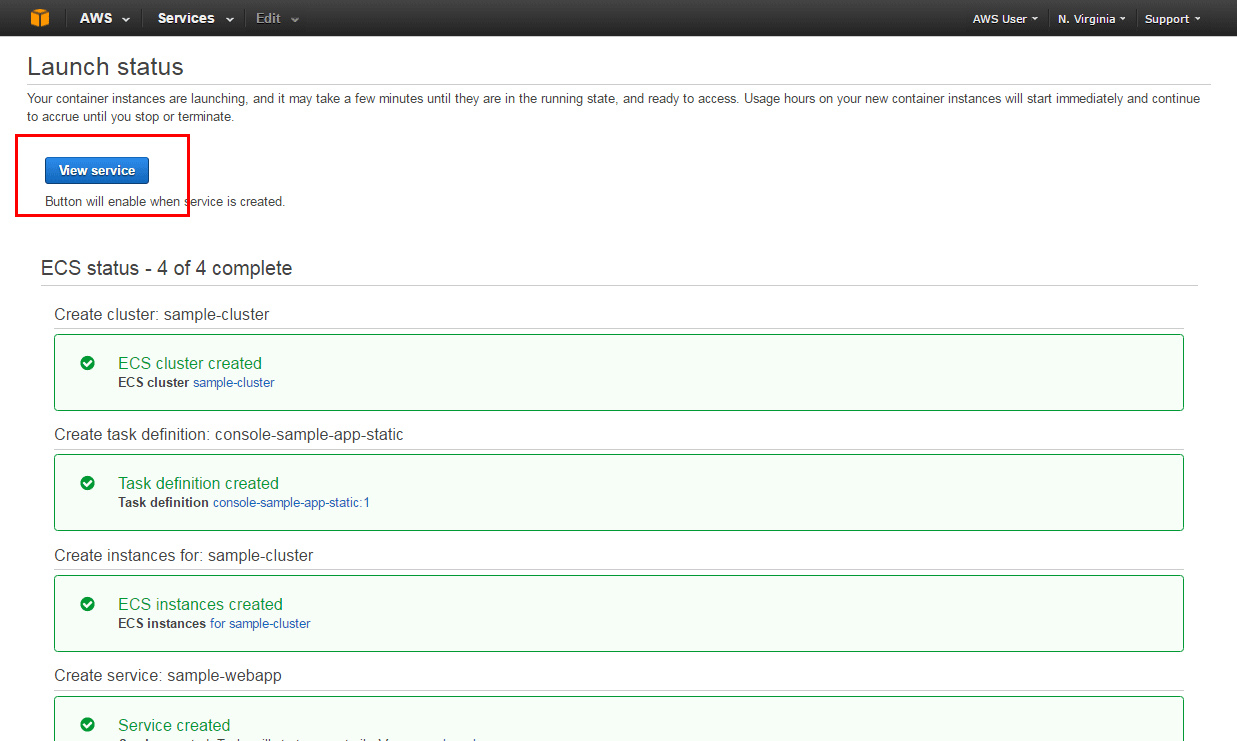 AWS Services Edit AWS User N. Virginia Support
Launch status
Your container instances are launching, and it may take a few minutes until they are in the running state, and ready to access. Usage hours on your new container instances will start immediately and continue
to accrue until you stop or terminate.
View service
Button will enable when service is created.
ECS status - 4 of 4 complete
Create cluster: sample-cluster
ECS cluster created
ECS cluster sample-cluster
Create task definition: console-sample-app-static
Task definition created
Task definition console-sample-app-static:1
Create instances for: sample-cluster
ECS instances created
ECS instances for sample-cluster
Create service: sample-webapp
Service created